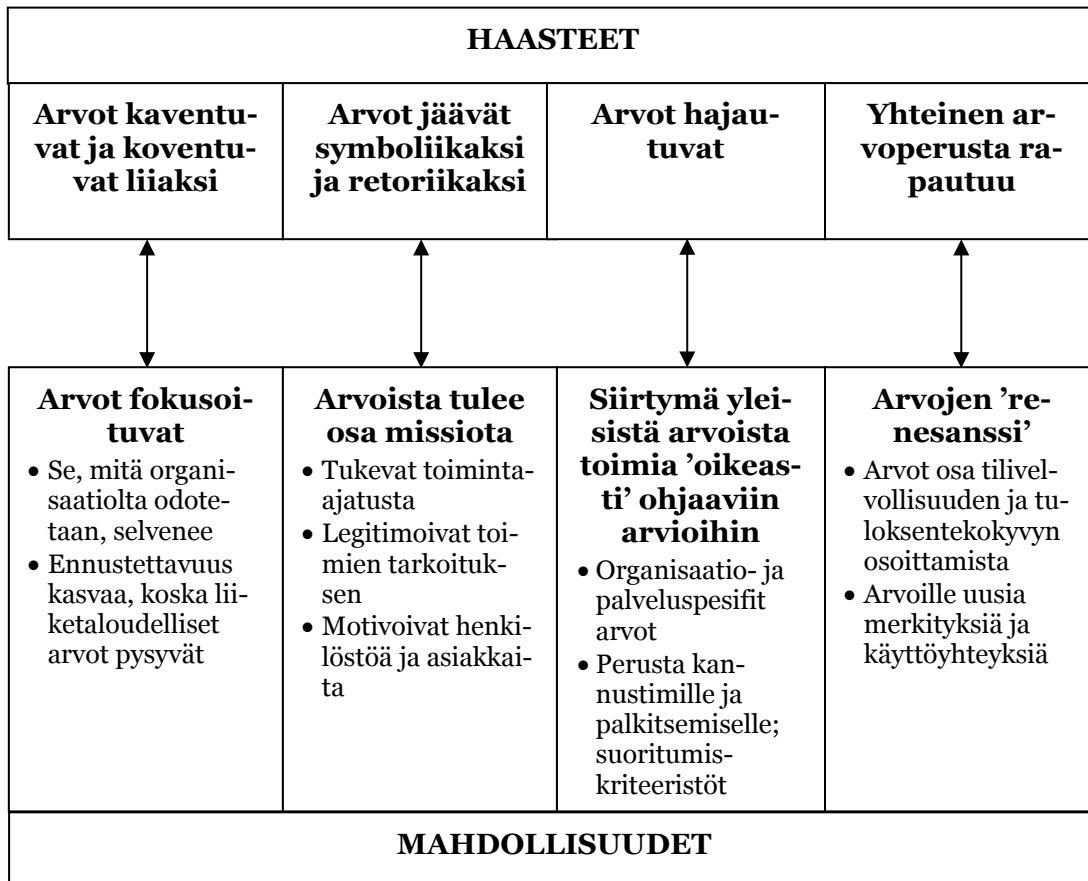 HAASTEET
Arvot kaventu-
vat ja koventu-
vat liiaksi
Arvot jäävät
symboliikaksi
ja retoriikaksi
Arvot hajau-
tuvat
Yhteinen ar-
voperusta ra-
pautuu
Arvot fokusoi-
tuvat
• Se, mitä organi-
saatiolta odote-
taan, selvenee
• Ennustettavuus
kasvaa, koska lii-
ketaloudelliset
arvot pysyvät
Arvoista tulee
osa missiota
• Tukevat toiminta-
ajatusta
• Legitimoivat toi-
mien tarkoituk-
sen
• Motivoivat henki-
löstöä ja asiakkai-
ta
Siirtymä ylei-
sistä arvoista
toimia ’oikeas-
ti’ ohjaaviin
arvioihin
• Organisaatio- ja
palveluspesifit
arvot
• Perusta kan-
nustimille ja
palkitsemiselle;
suoritumis-
kriteeristöt
Arvojen ’re-
nesanssi’
• Arvot osa tilivel-
vollisuuden ja tu-
loksentekokyvyn
osoittamista
• Arvoille uusia
merkityksiä ja
käyttöyhteyksiä
MAHDOLLISUUDET